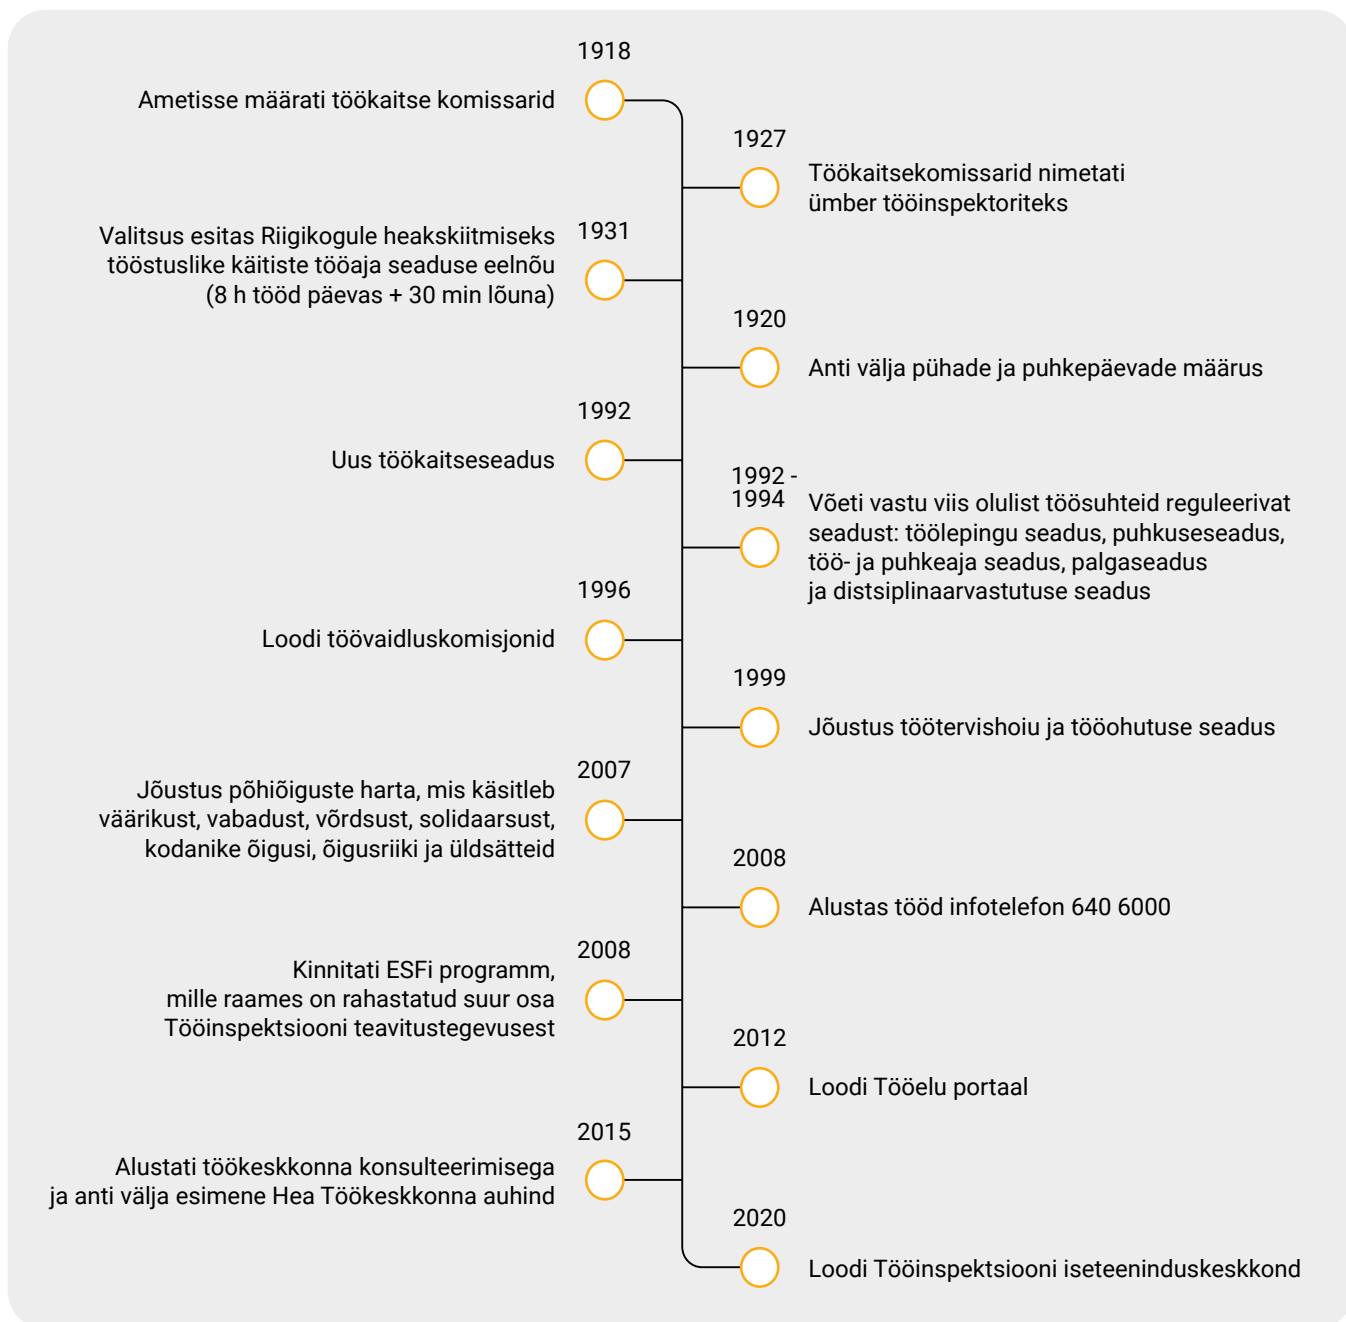 1918
Ametisse määrati töökaitse komissarid
1927
Töökaitsekomissarid nimetati
ümber tööinspektoriteks
1931
Valitsus esitas Riigikogule heakskiitmiseks
tööstuslike käitiste tööaja seaduse eelnõu
(8 h tööd päevas + 30 min lõuna)
1920
Anti välja pühade ja puhkepäevade määrus
1992
Uus töökaitseseadus
1992 -
1994
Võeti vastu viis olulist töösuhteid reguleerivat
seadust: töölepingu seadus, puhkuseseadus,
töö- ja puhkeaja seadus, palgaseadus
ja distsiplinaarvastutuse seadus
1996
Loodi töövaidluskomisjonid
1999
Jõustus töötervishoiu ja tööohutuse seadus
2007
Jõustus põhiõiguste harta, mis käsitleb
väärikust, vabadust, võrdsust, solidaarsust,
kodanike õigusi, õigusriiki ja üldsätteid
2008
Alustas tööd infotelefon 640 6000
2008
Kinnitati ESFi programm,
mille raames on rahastatud suur osa
Tööinspektsiooni teavitustegevusest
2012
Loodi Tööelu portaal
2015
Alustati töökeskkonna konsulteerimisega
ja anti välja esimene Hea Töökeskkonna auhind
2020
Loodi Tööinspektsiooni iseteeninduskeskkond